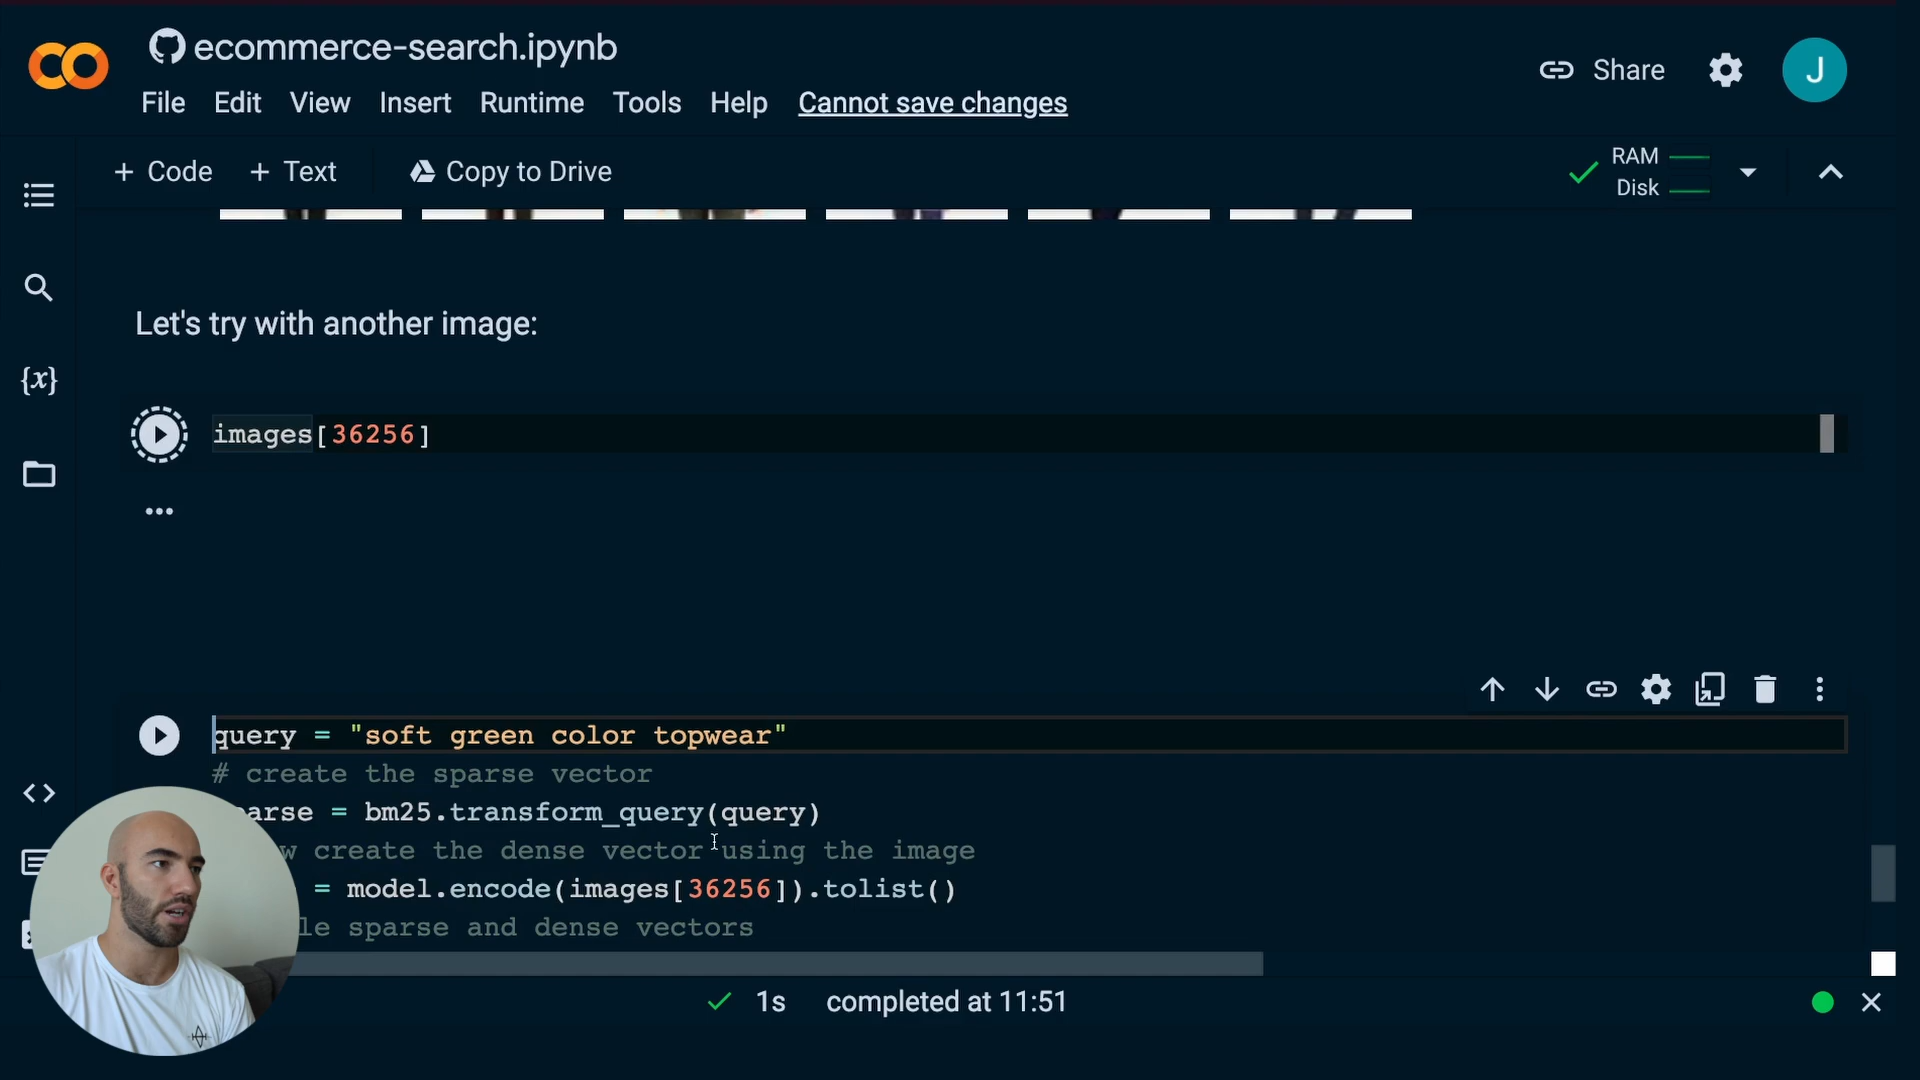 ecommerce-search.ipynb
Share
J
File Edit View Insert Runtime Tools Help Cannot save changes
+ Code + Text Copy to Drive
RAM
Disk
Let's try with another image:
{x}
images[36256]
query = "soft green color topwear"
# create the sparse vector
parse = bm25.transform_query(query)
w create the dense vector using the image
= model.encode(images[36256]).tolist()
le sparse and dense vectors
1s completed at 11:51